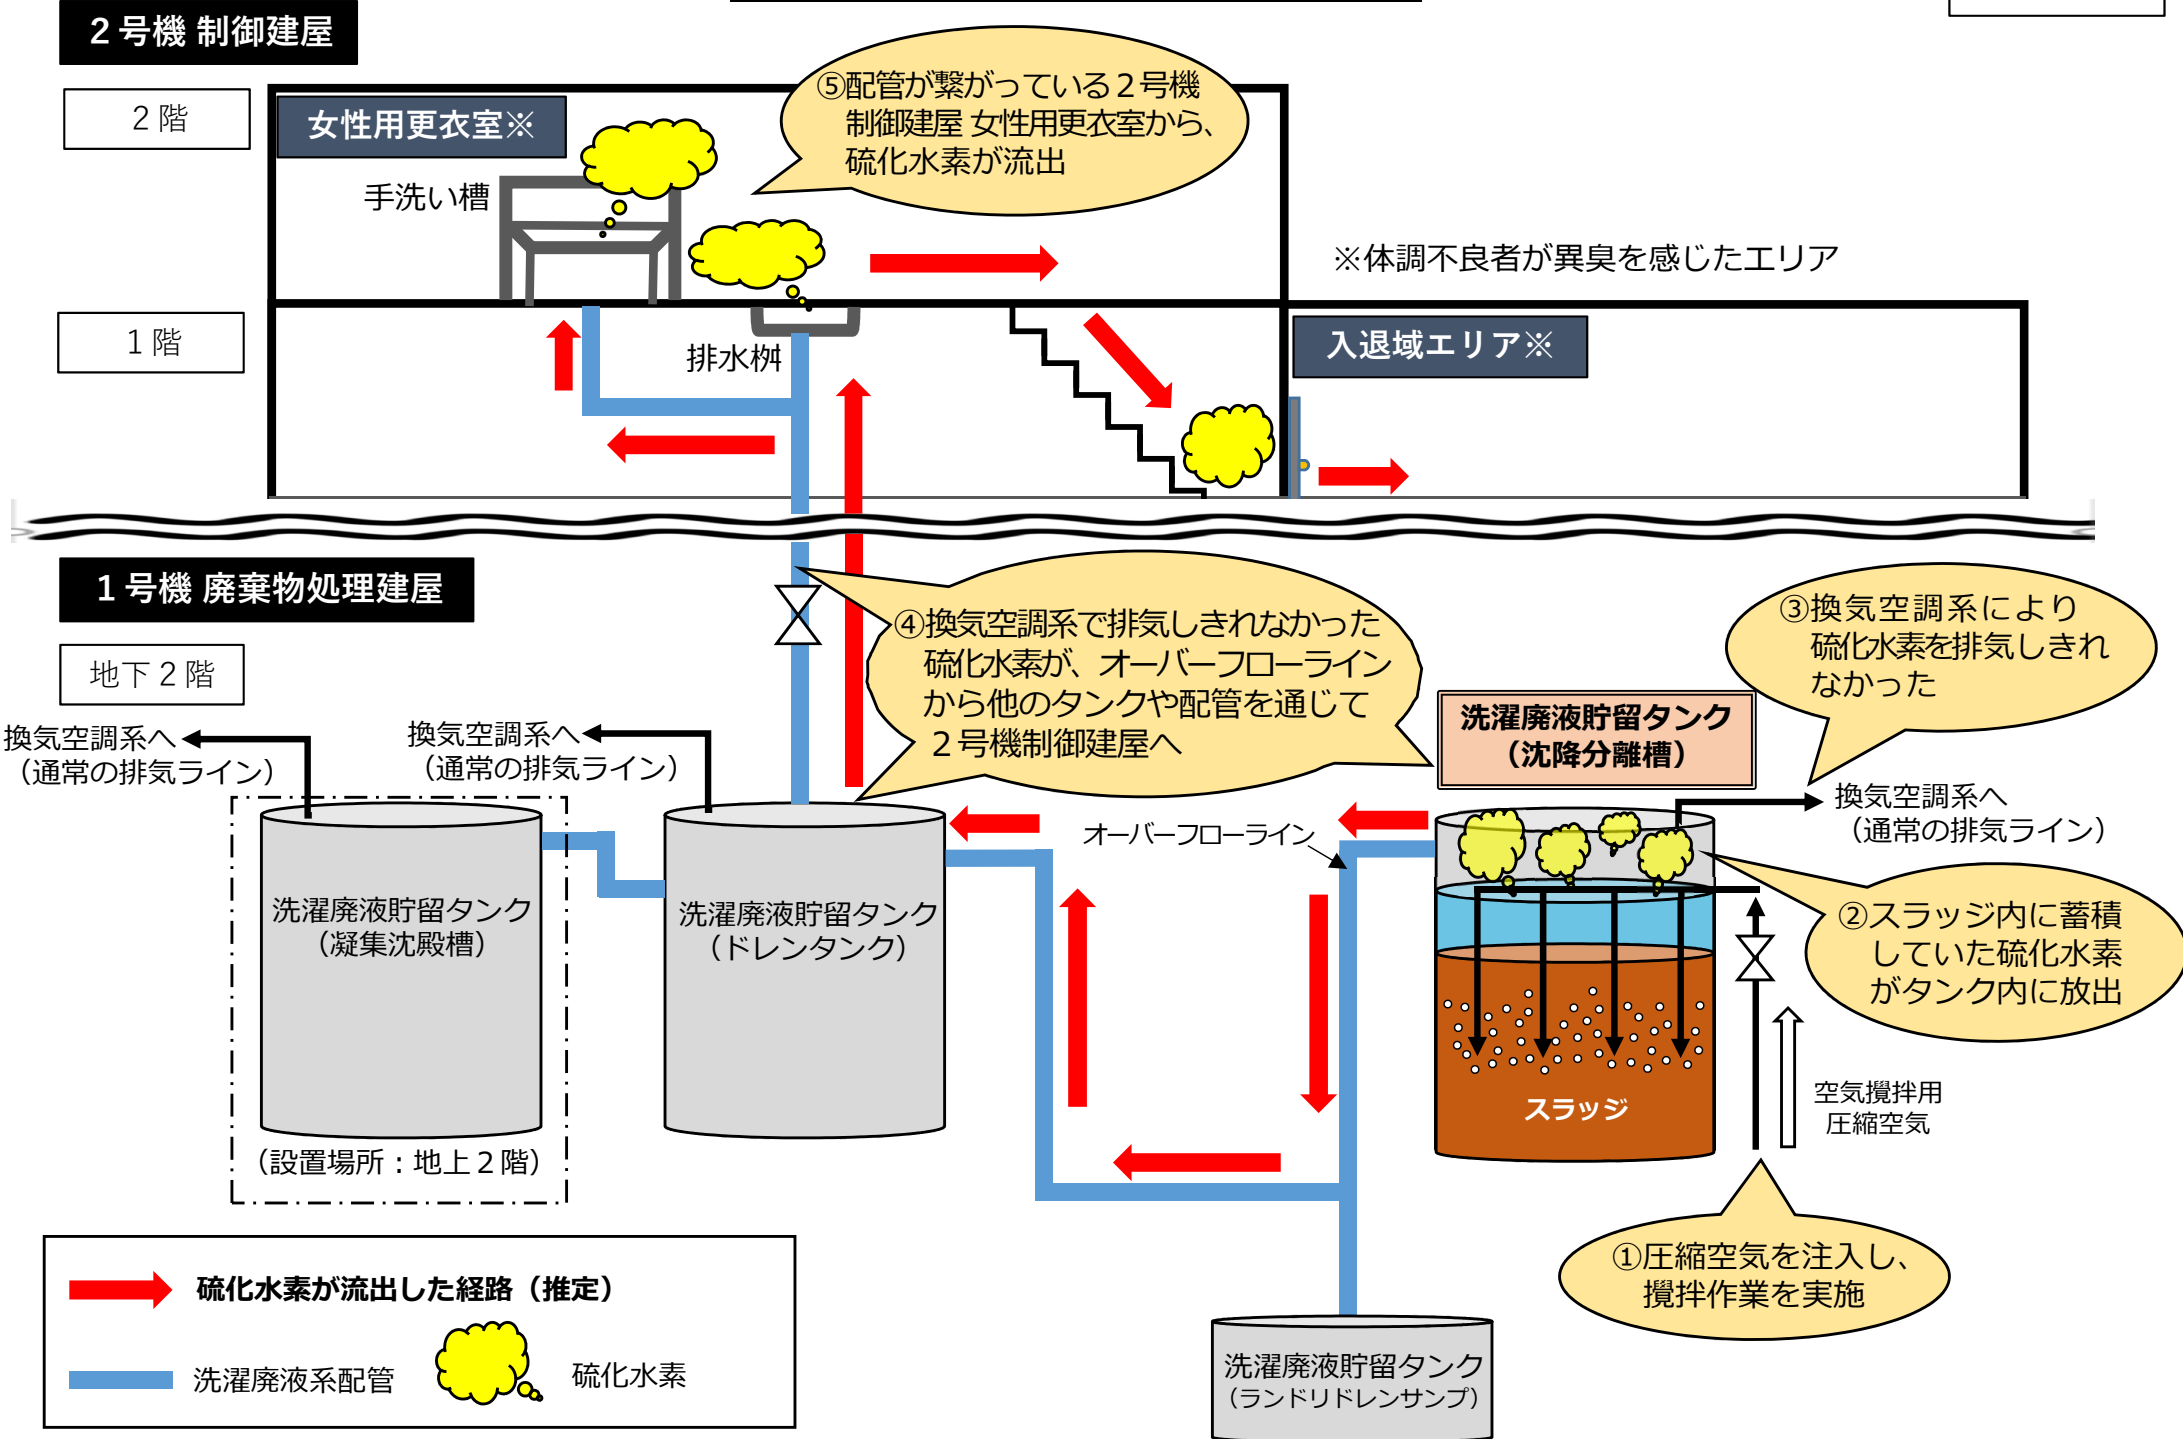 ２号機 制御建屋
２階
女性用更衣室※
⑤配管が繋がっている２号機
制御建屋 女性用更衣室から、
硫化水素が流出
手洗い槽
※体調不良者が異臭を感じたエリア
１階
排水桝
入退域エリア※
１号機 廃棄物処理建屋
地下２階
④換気空調系で排気しきれなかった
硫化水素が、オーバーフローライン
から他のタンクや配管を通じて
２号機制御建屋へ
③換気空調系により
硫化水素を排気しきれ
なかった
換気空調系へ
（通常の排気ライン）
換気空調系へ
（通常の排気ライン）
洗濯廃液貯留タンク
（沈降分離槽）
換気空調系へ
（通常の排気ライン）
オーバーフローライン
洗濯廃液貯留タンク
（凝集沈殿槽）
洗濯廃液貯留タンク
（ドレンタンク）
②スラッジ内に蓄積
していた硫化水素
がタンク内に放出
スラッジ
空気攪拌用
圧縮空気
（設置場所：地上２階）
①圧縮空気を注入し、
攪拌作業を実施
硫化水素が流出した経路（推定）
洗濯廃液系配管
硫化水素
洗濯廃液貯留タンク
（ランドリドレンサンプ）